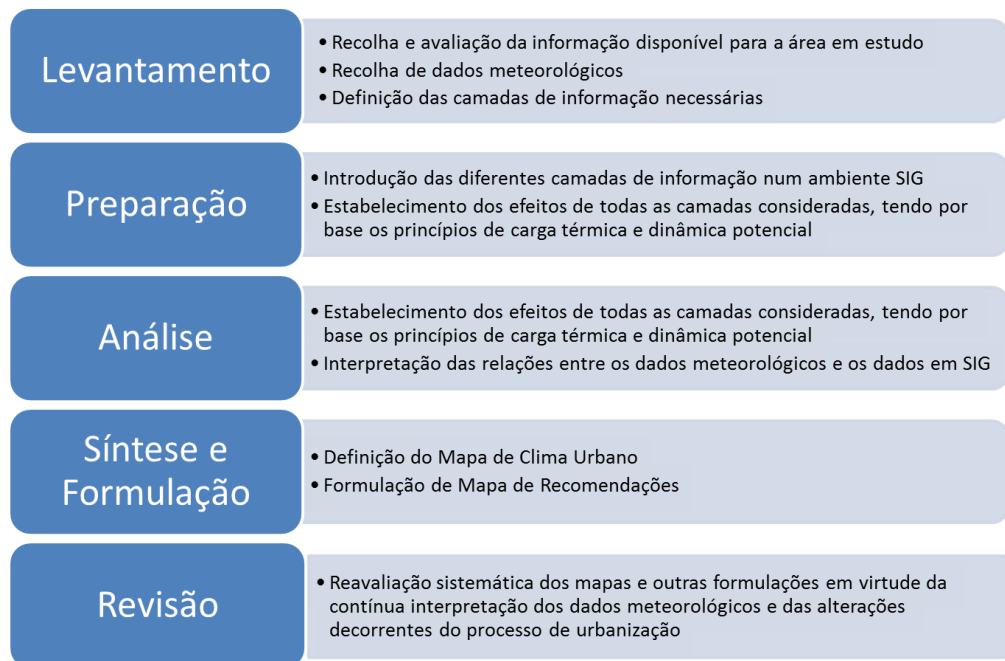 Levantamento
• Recolha e avaliação da informação disponível para a área em estudo
• Recolha de dados meteorológicos
• Definição das camadas de informação necessárias
Preparação
• Introdução das diferentes camadas de informação num ambiente SIG
• Estabelecimento dos efeitos de todas as camadas consideradas, tendo por
base os princípios de carga térmica e dinâmica potencial
Análise
• Estabelecimento dos efeitos de todas as camadas consideradas, tendo por
base os princípios de carga térmica e dinâmica potencial
• Interpretação das relações entre os dados meteorológicos e os dados em SIG
Síntese e
Formulação
• Definição do Mapa de Clima Urbano
• Formulação de Mapa de Recomendações
Revisão
• Reavaliação sistemática dos mapas e outras formulações em virtude da
contínua interpretação dos dados meteorológicos e das alterações
decorrentes do processo de urbanização